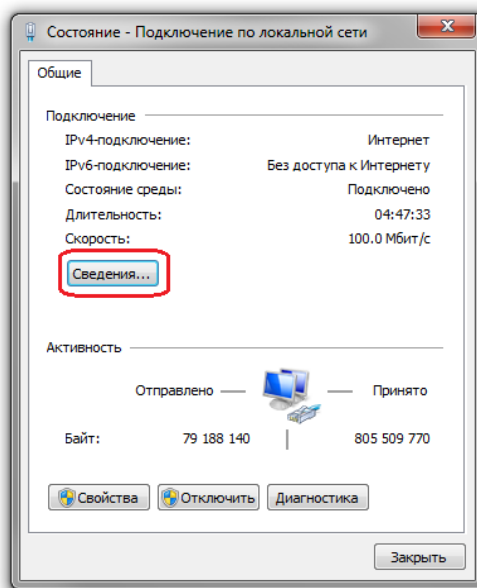 Состояние - Подключение по локальной сети
Общие
Подключение
IPv4-подключение: Интернет
IPv6-подключение: Без доступа к Интернету
Состояние среды: Подключено
Длительность: 04:47:33
Скорость: 100.0 Мбит/с
Сведения...
Активность
Отправлено — — Принято
Байт: 79 188 140 | 805 509 770
Свойства Отключить Диагностика
Закрыть